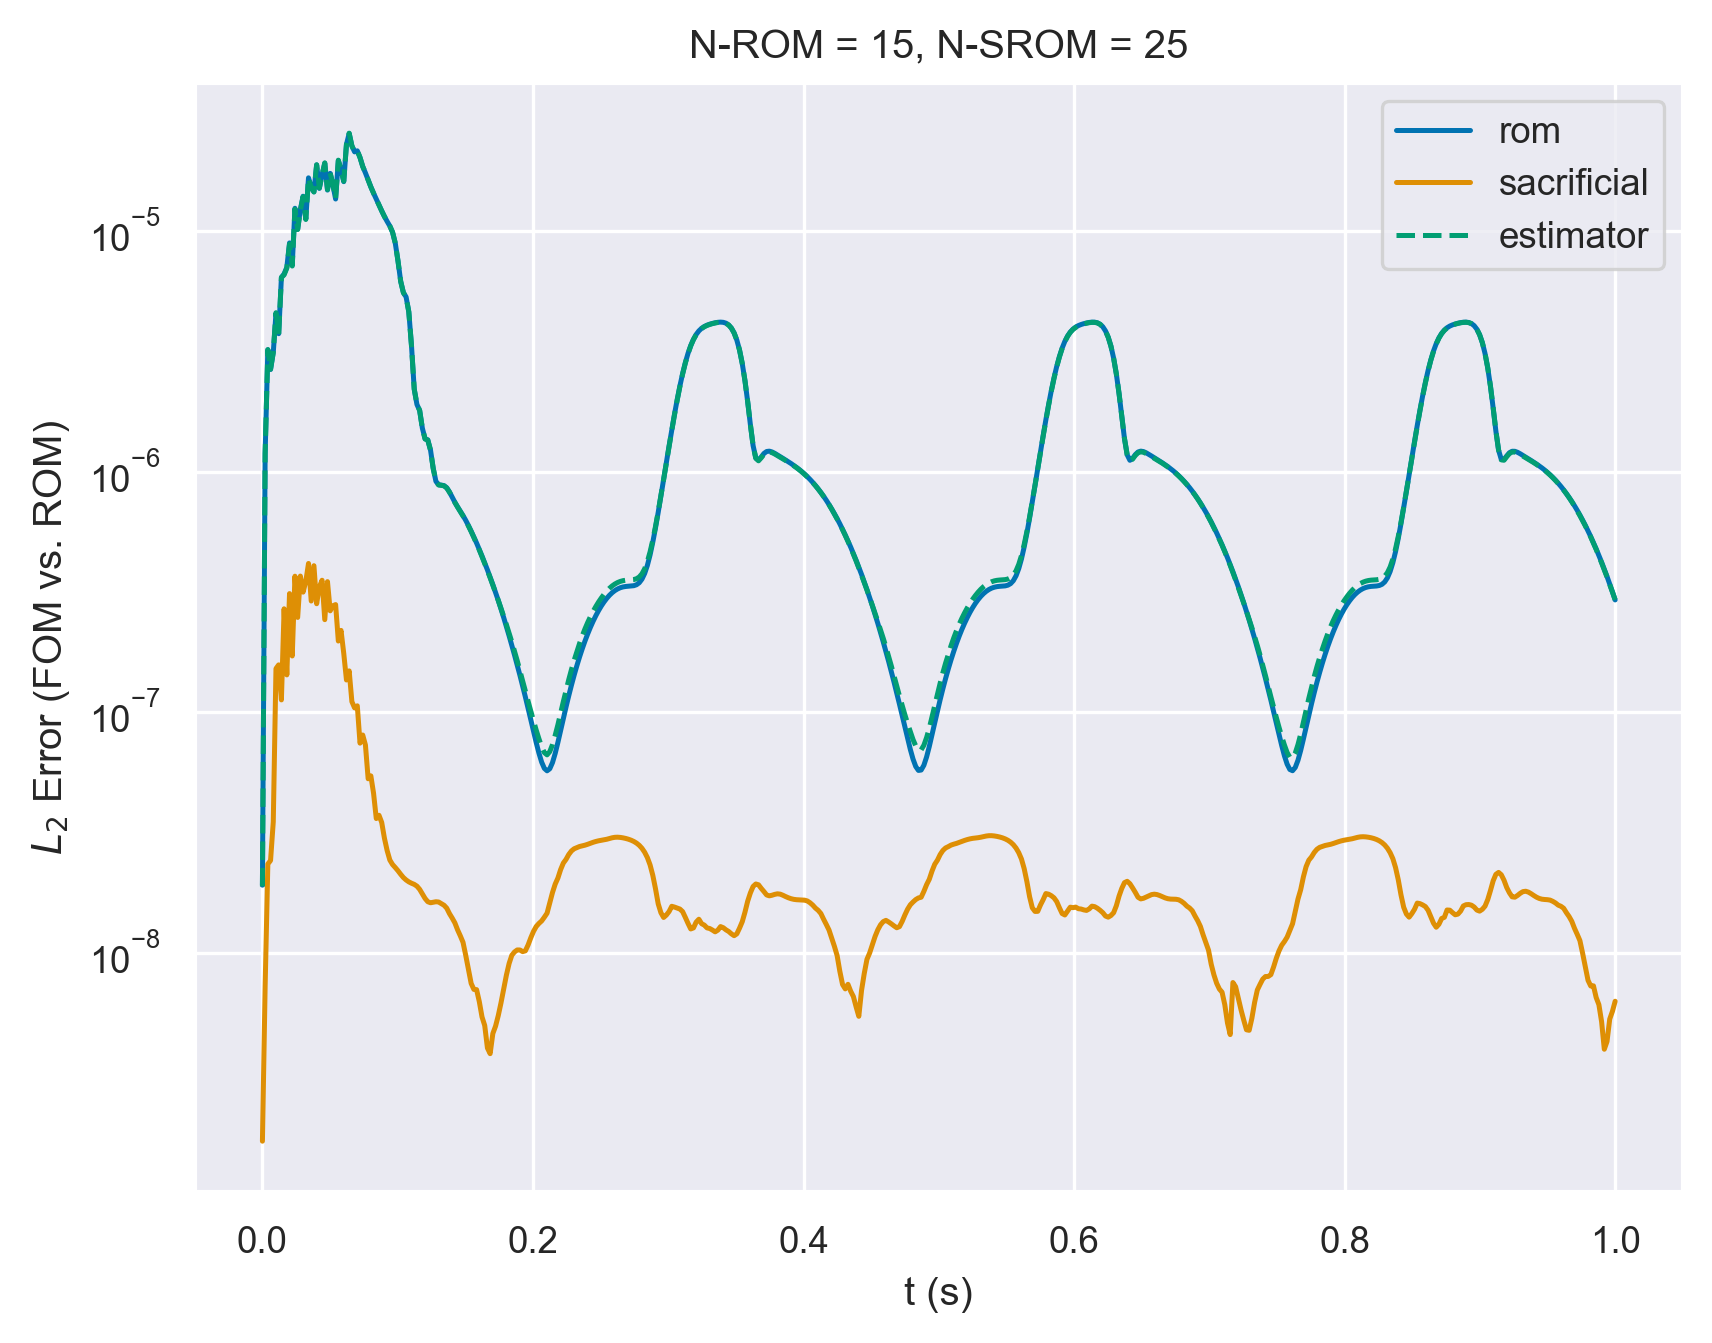 N-ROM = 15, N-SROM = 25
rom
sacrificial
estimator
L₂ Error (FOM vs. ROM)
10⁻⁵
10⁻⁶
10⁻⁷
10⁻⁸
0.0 0.2 0.4 0.6 0.8 1.0
t (s)